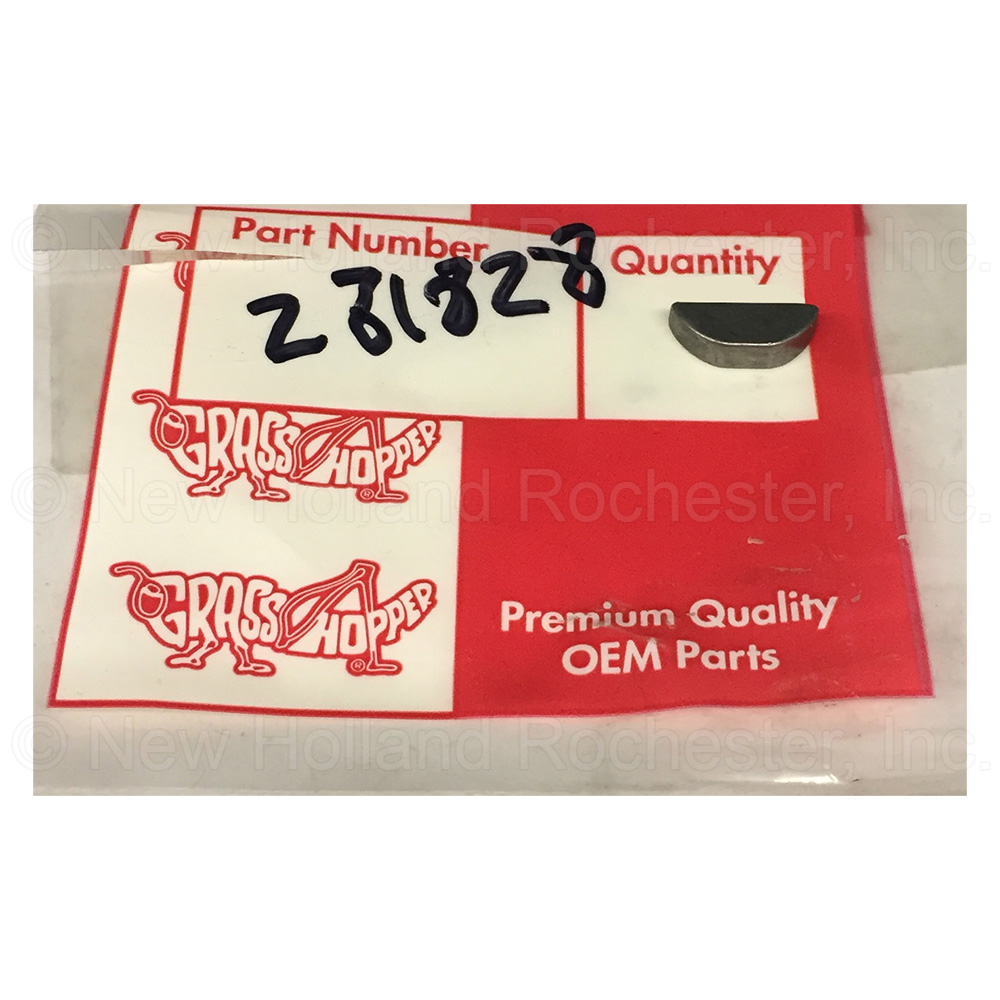 © New Holland Rochester, Inc.
Part Number
Quantity
281828
GRASSHOPPER®
© New Holland Rochester, Inc.
GRASSHOPPER®
Premium Quality
OEM Parts
© New Holland Rochester, Inc.